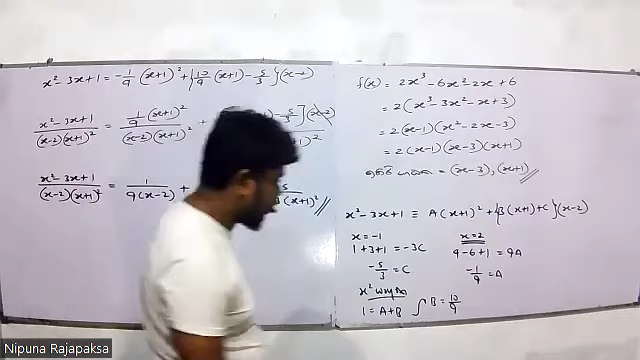 x² - 3x + 1 = -1/9 (x+1)² + [10/9 (x+1) - 5/3] (x-2)
x² - 3x + 1 / (x-2)(x+1)² = 1/9 (x+1)² / (x-2)(x+1)² +
x² - 3x + 1 / (x-2)(x+1)² = 1 / 9(x-2) +
f(x) = 2x³ - 6x² - 2x + 6
= 2(x³ - 3x² - x + 3)
= 2(x-1)(x² - 2x - 3)
= 2(x-1)(x-3)(x+1)
= (x-3), (x+1)
x² - 3x + 1 ≡ A(x+1)² + [B(x+1) + C](x-2)
x = -1
1+3+1 = -3C
-5/3 = C
x=2
4-6+1 = 9A
-1/9 = A
1 = A+B
B = 10/9
Nipuna Rajapaksa